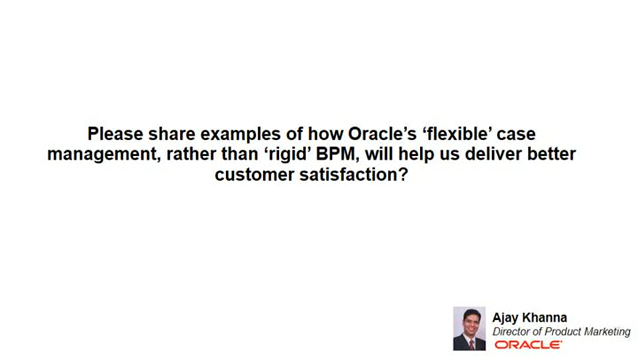 Please share examples of how Oracle's 'flexible' case
management, rather than 'rigid' BPM, will help us deliver better
customer satisfaction?
Ajay Khanna
Director of Product Marketing
ORACLE